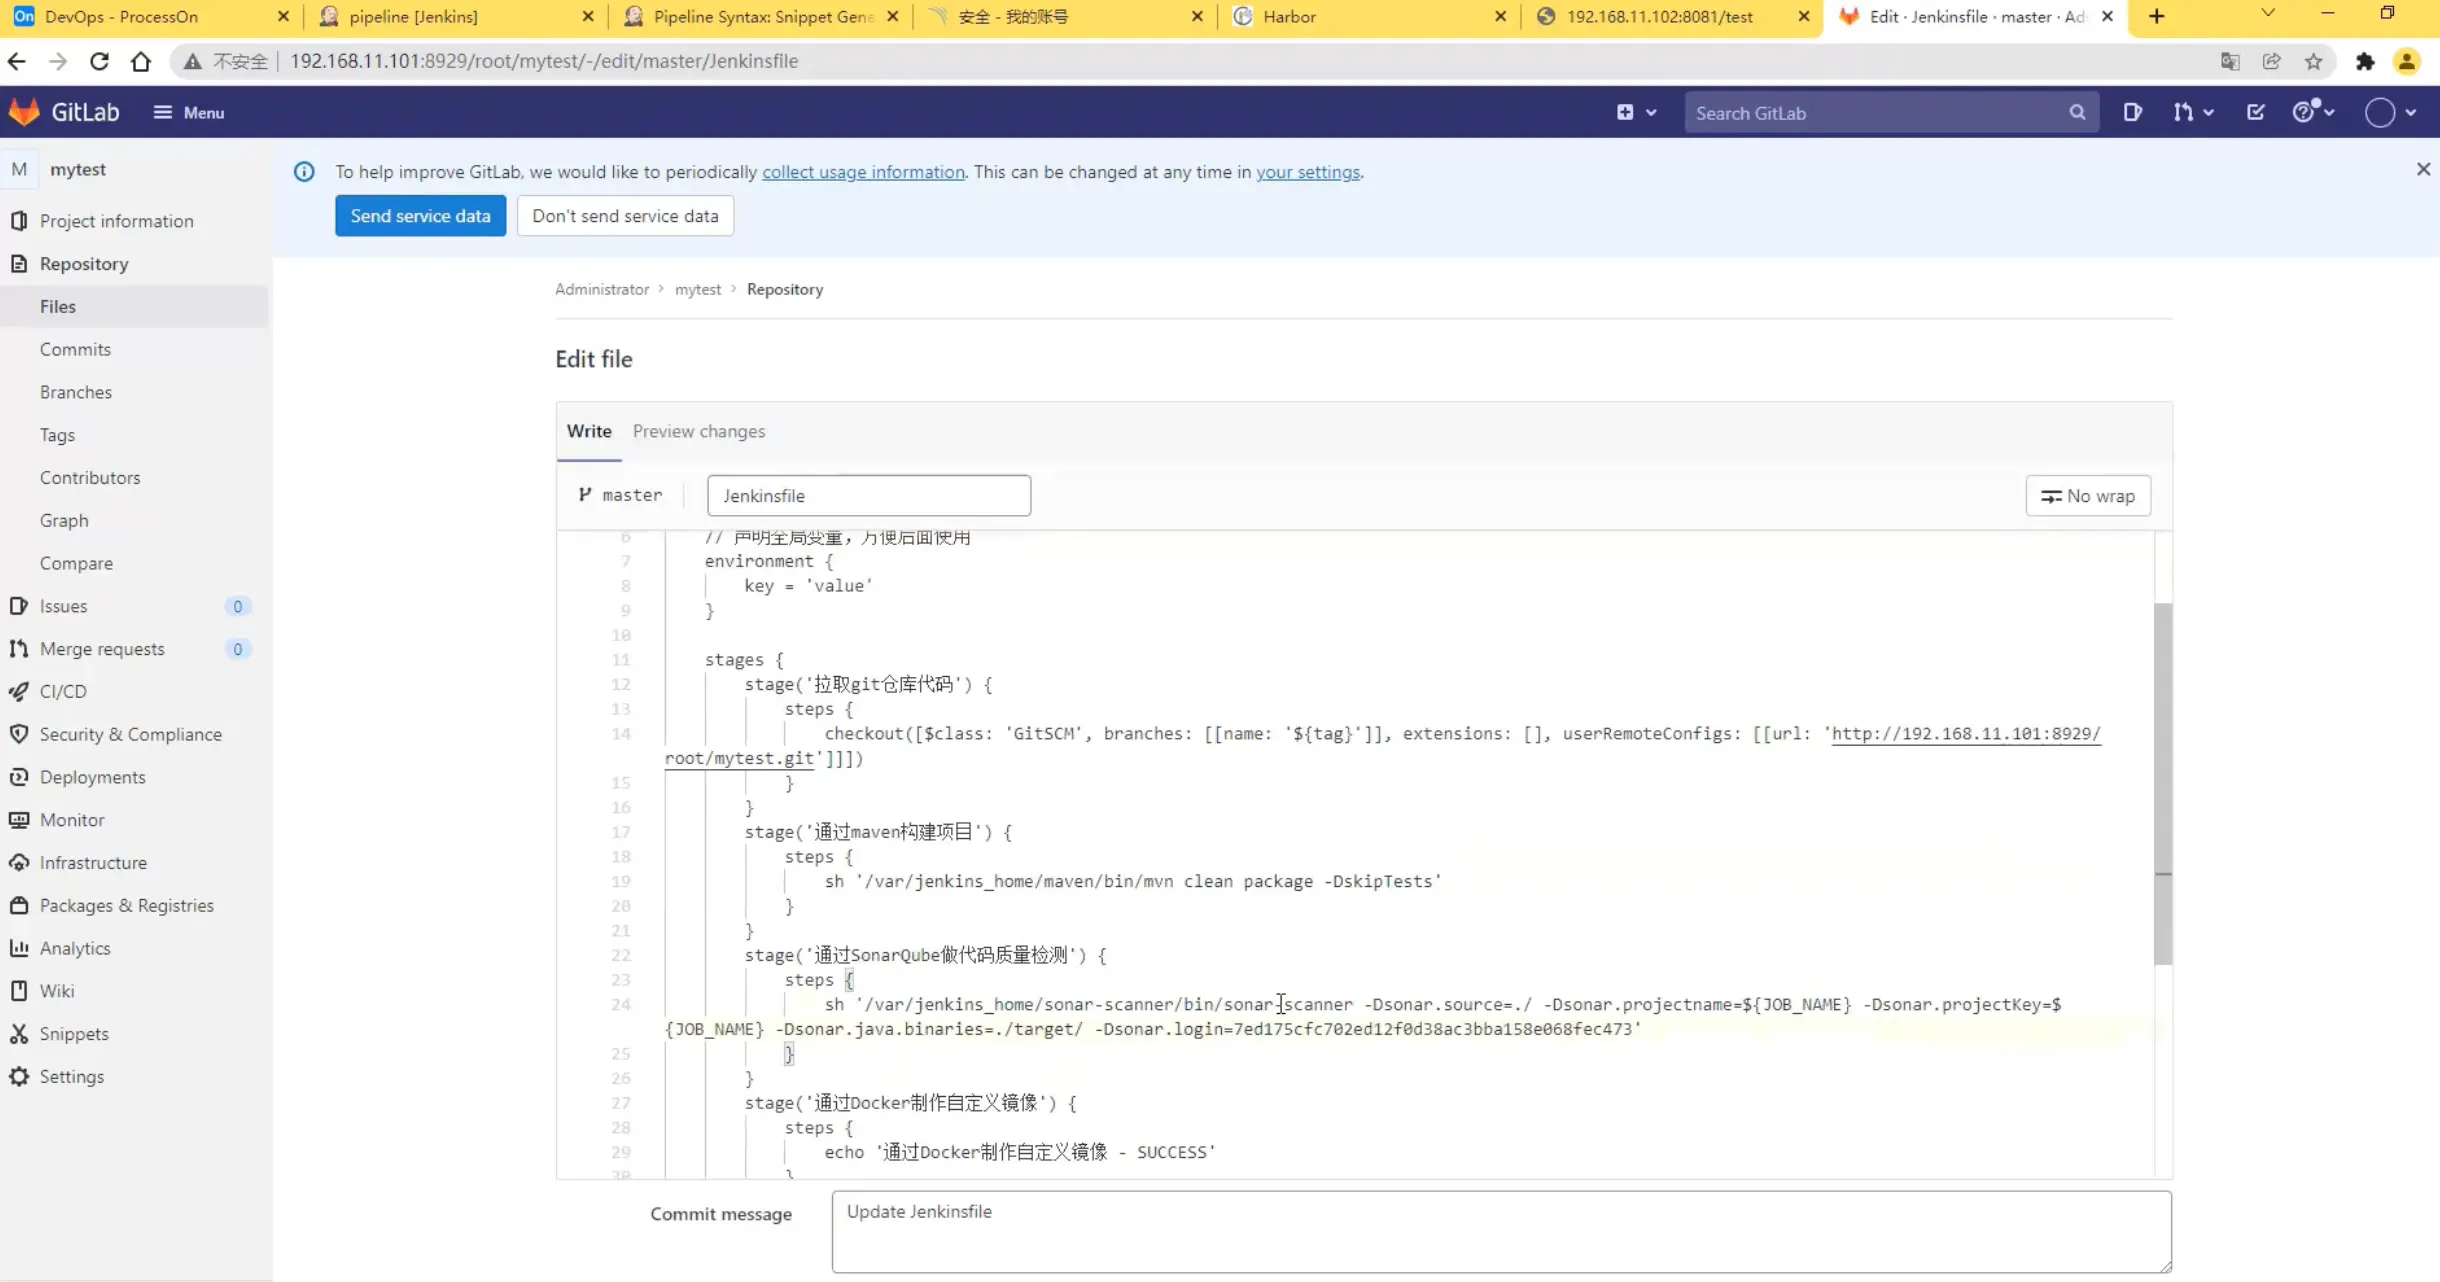 DevOps - ProcessOn
pipeline [Jenkins]
Pipeline Syntax: Snippet Gene
安全 - 我的账号
Harbor
192.168.11.102:8081/test
Edit · Jenkinsfile · master · Ad
不安全 192.168.11.101:8929/root/mytest/-/edit/master/Jenkinsfile
GitLab
Menu
Search GitLab
M mytest
Project information
Repository
Files
Commits
Branches
Tags
Contributors
Graph
Compare
Issues 0
Merge requests 0
CI/CD
Security & Compliance
Deployments
Monitor
Infrastructure
Packages & Registries
Analytics
Wiki
Snippets
Settings
To help improve GitLab, we would like to periodically collect usage information. This can be changed at any time in your settings.
Send service data
Don't send service data
Administrator > mytest > Repository
Edit file
Write
Preview changes
master
Jenkinsfile
No wrap
6 // 声明全局变量，方便后面使用
7 environment {
8 key = 'value'
9 }
10
11 stages {
12 stage('拉取git仓库代码') {
13 steps {
14 checkout([$class: 'GitSCM', branches: [[name: '${tag}']], extensions: [], userRemoteConfigs: [[url: 'http://192.168.11.101:8929/
root/mytest.git']]])
15 }
16 }
17 stage('通过maven构建项目') {
18 steps {
19 sh '/var/jenkins_home/maven/bin/mvn clean package -DskipTests'
20 }
21 }
22 stage('通过SonarQube做代码质量检测') {
23 steps {
24 sh '/var/jenkins_home/sonar-scanner/bin/sonar-scanner -Dsonar.source=./ -Dsonar.projectname=${JOB_NAME} -Dsonar.projectKey=$
{JOB_NAME} -Dsonar.java.binaries=./target/ -Dsonar.login=7ed175cfc702ed12f0d38ac3bba158e068fec473'
25 }
26 }
27 stage('通过Docker制作自定义镜像') {
28 steps {
29 echo '通过Docker制作自定义镜像 - SUCCESS'
30 }
Commit message
Update Jenkinsfile